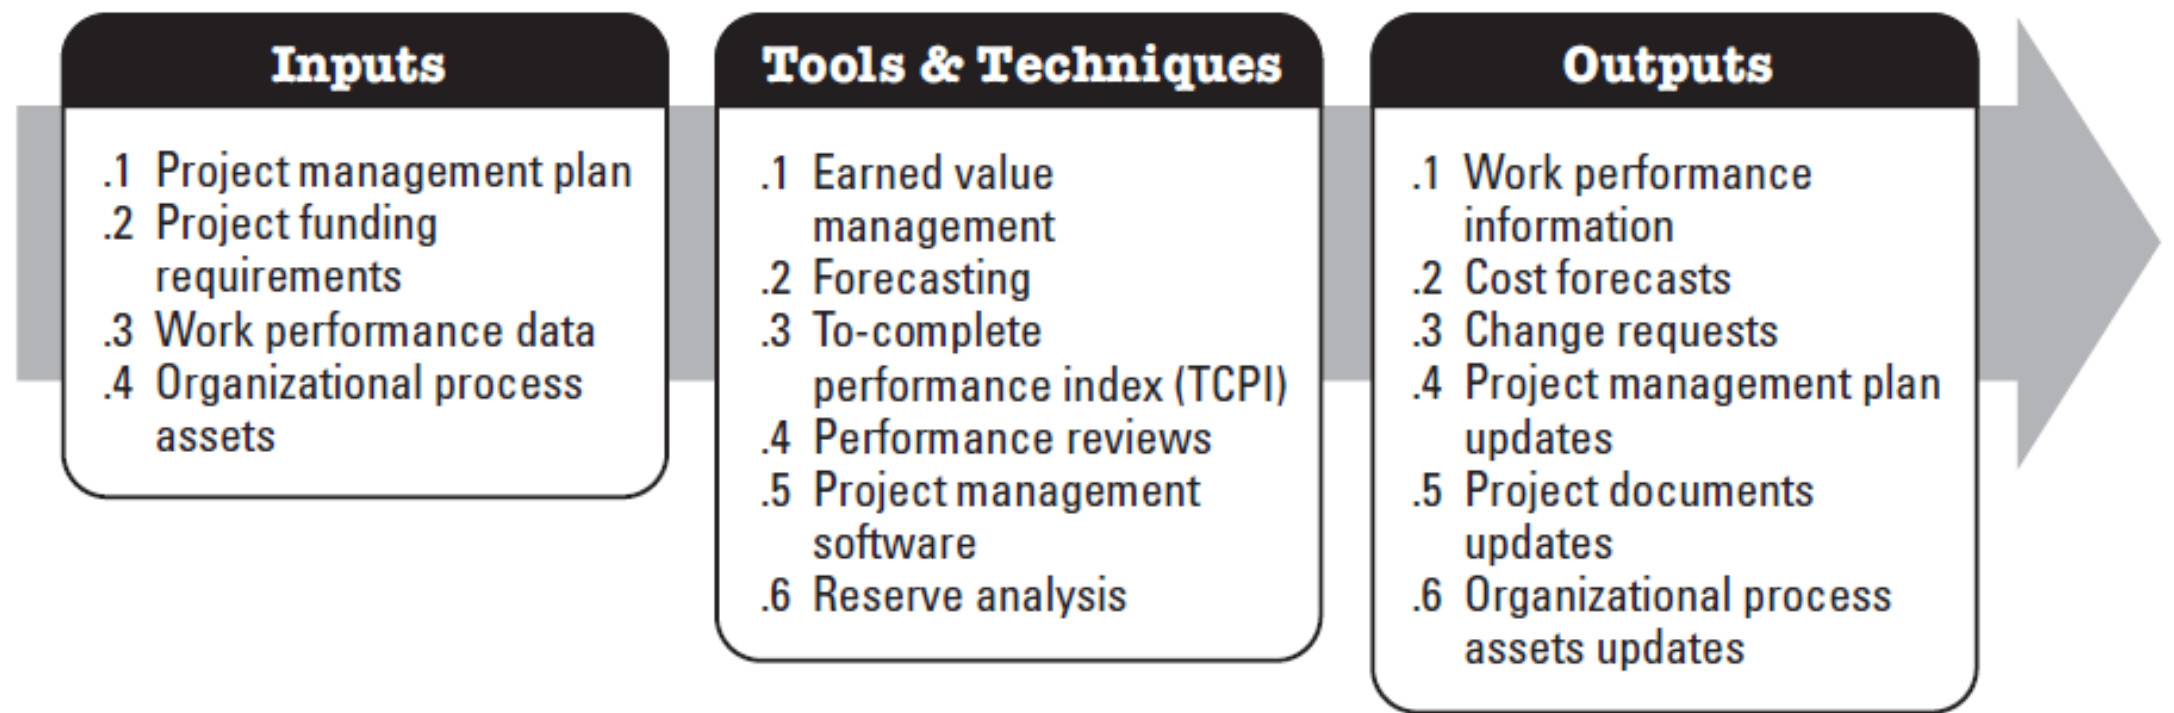 Inputs
.1 Project management plan
.2 Project funding
requirements
.3 Work performance data
.4 Organizational process
assets
Tools & Techniques
.1 Earned value
management
.2 Forecasting
.3 To-complete
performance index (TCPI)
.4 Performance reviews
.5 Project management
software
.6 Reserve analysis
Outputs
.1 Work performance
information
.2 Cost forecasts
.3 Change requests
.4 Project management plan
updates
.5 Project documents
updates
.6 Organizational process
assets updates